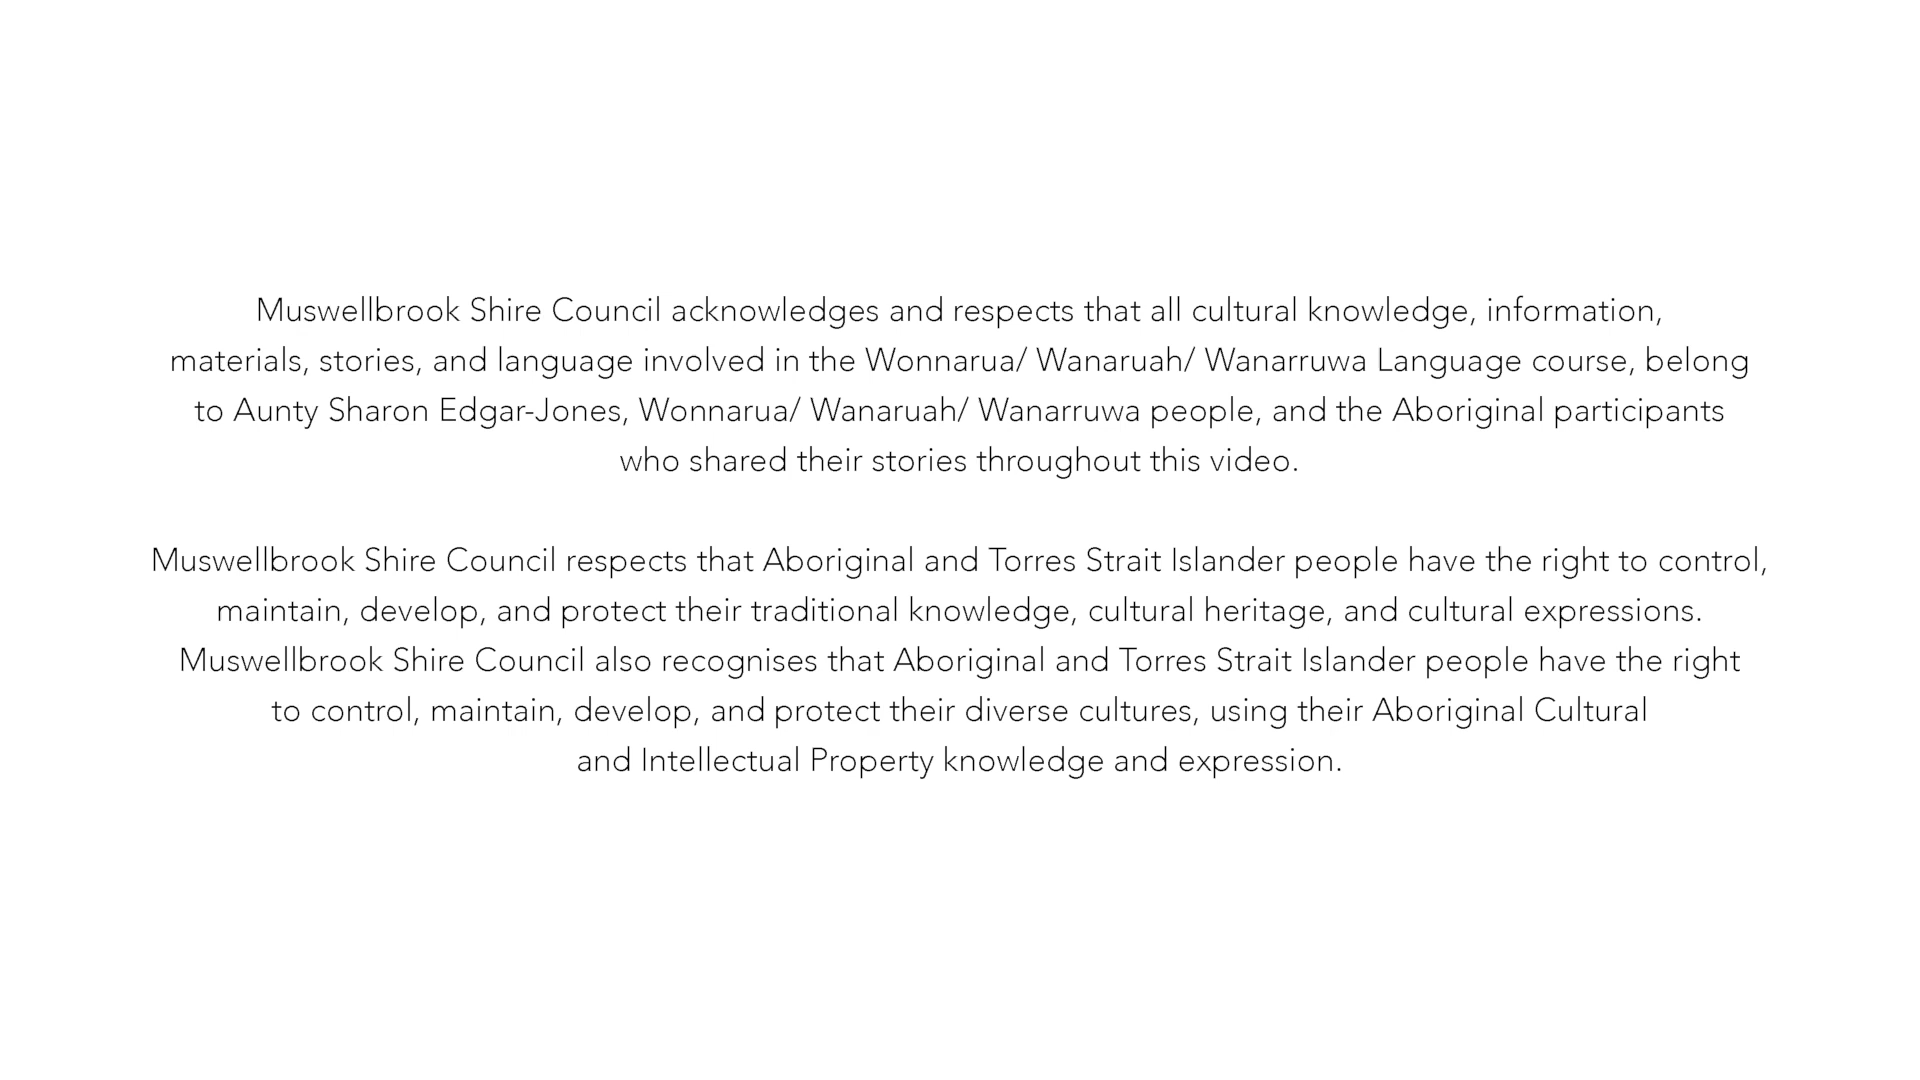 Muswellbrook Shire Council acknowledges and respects that all cultural knowledge, information,
materials, stories, and language involved in the Wonnarua/ Wanaruah/ Wanarruwa Language course, belong
to Aunty Sharon Edgar-Jones, Wonnarua/ Wanaruah/ Wanarruwa people, and the Aboriginal participants
who shared their stories throughout this video.
Muswellbrook Shire Council respects that Aboriginal and Torres Strait Islander people have the right to control,
maintain, develop, and protect their traditional knowledge, cultural heritage, and cultural expressions.
Muswellbrook Shire Council also recognises that Aboriginal and Torres Strait Islander people have the right
to control, maintain, develop, and protect their diverse cultures, using their Aboriginal Cultural
and Intellectual Property knowledge and expression.